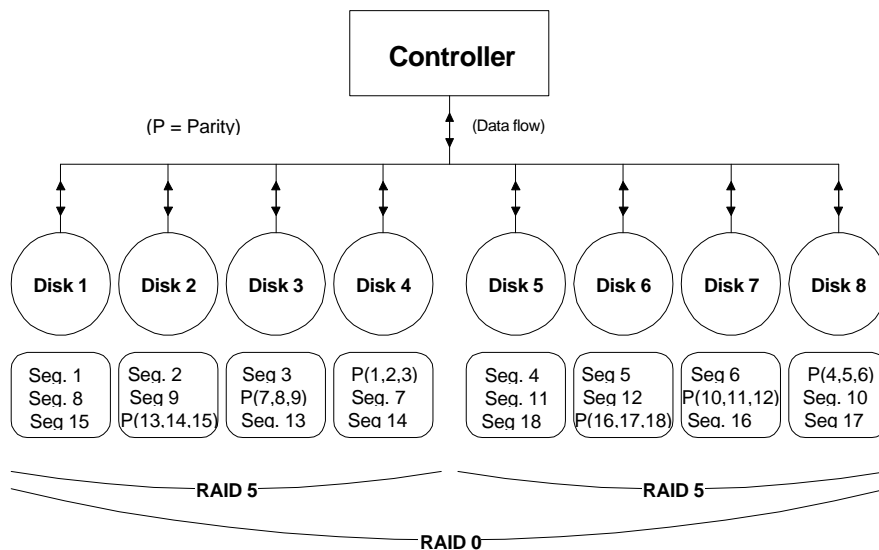 Controller
(P = Parity)
(Data flow)
Disk 1
Disk 2
Disk 3
Disk 4
Disk 5
Disk 6
Disk 7
Disk 8
Seg. 1
Seg. 8
Seg 15
Seg. 2
Seg 9
P(13,14,15)
Seg 3
P(7,8,9)
Seg. 13
P(1,2,3)
Seg. 7
Seg 14
Seg. 4
Seg. 11
Seg 18
Seg 5
Seg 12
P(16,17,18)
Seg 6
P(10,11,12)
Seg. 16
P(4,5,6)
Seg. 10
Seg 17
RAID 5
RAID 5
RAID 0